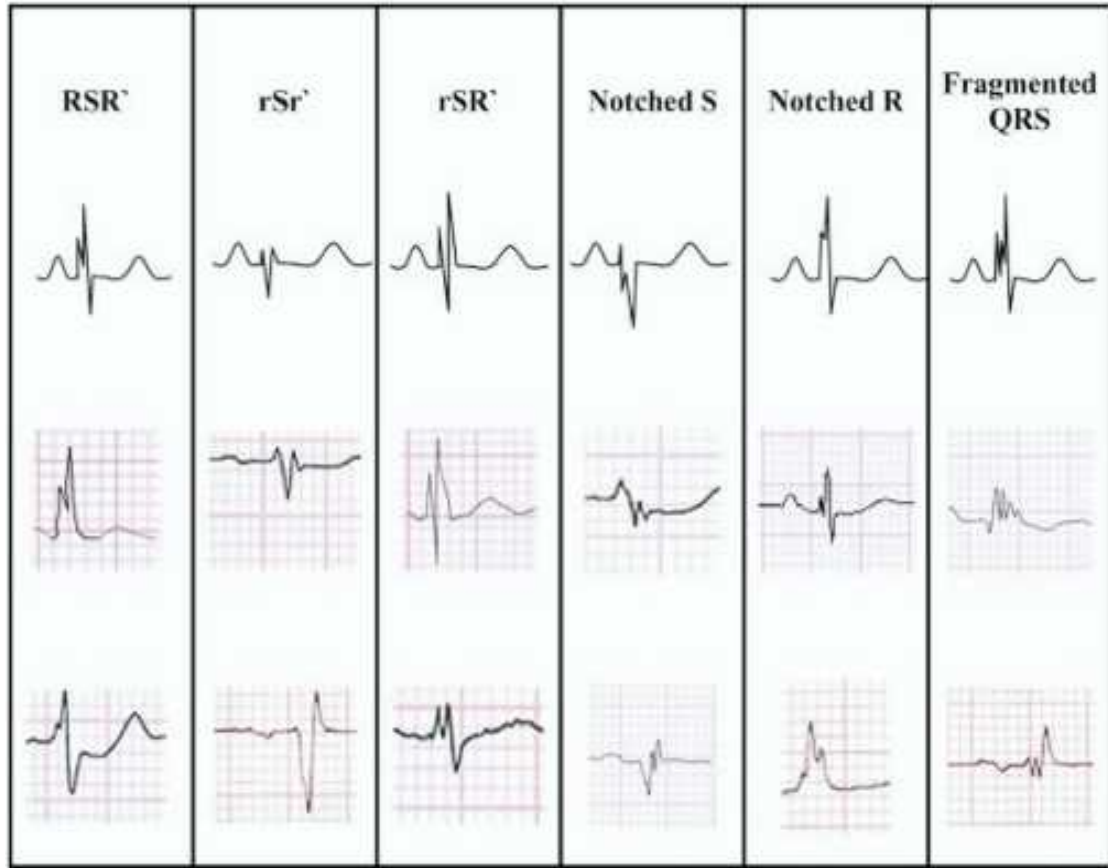 RSR`
rSr`
rSR`
Notched S
Notched R
Fragmented
QRS